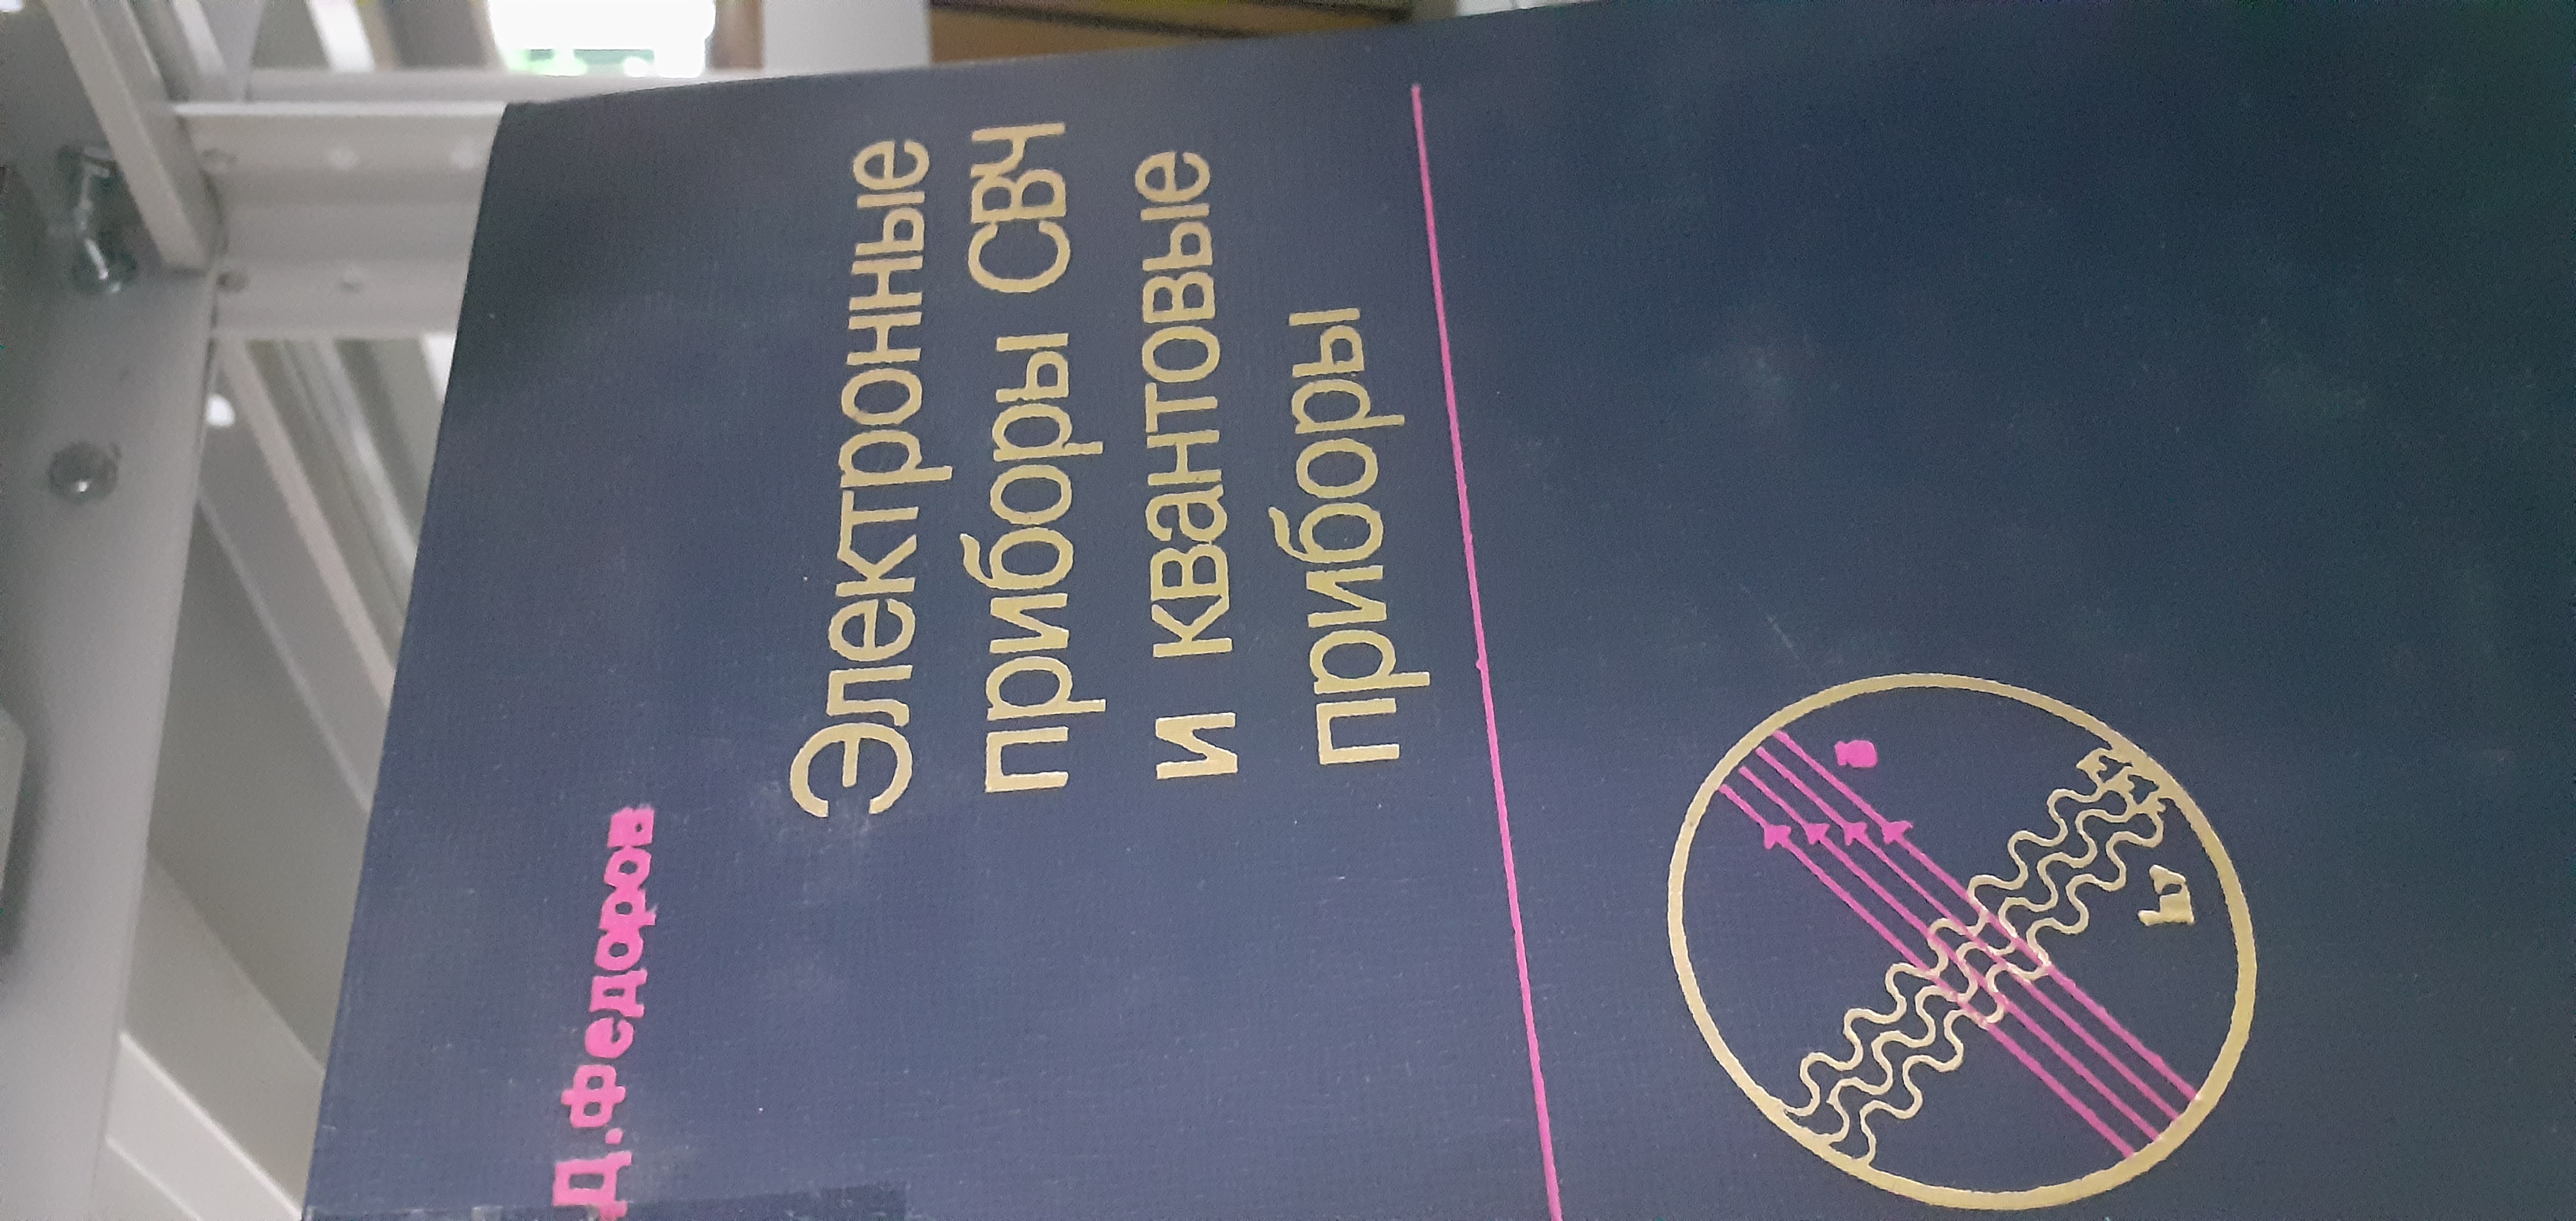 Д.Федоров
Электронные
приборы СВЧ
и квантовые
приборы